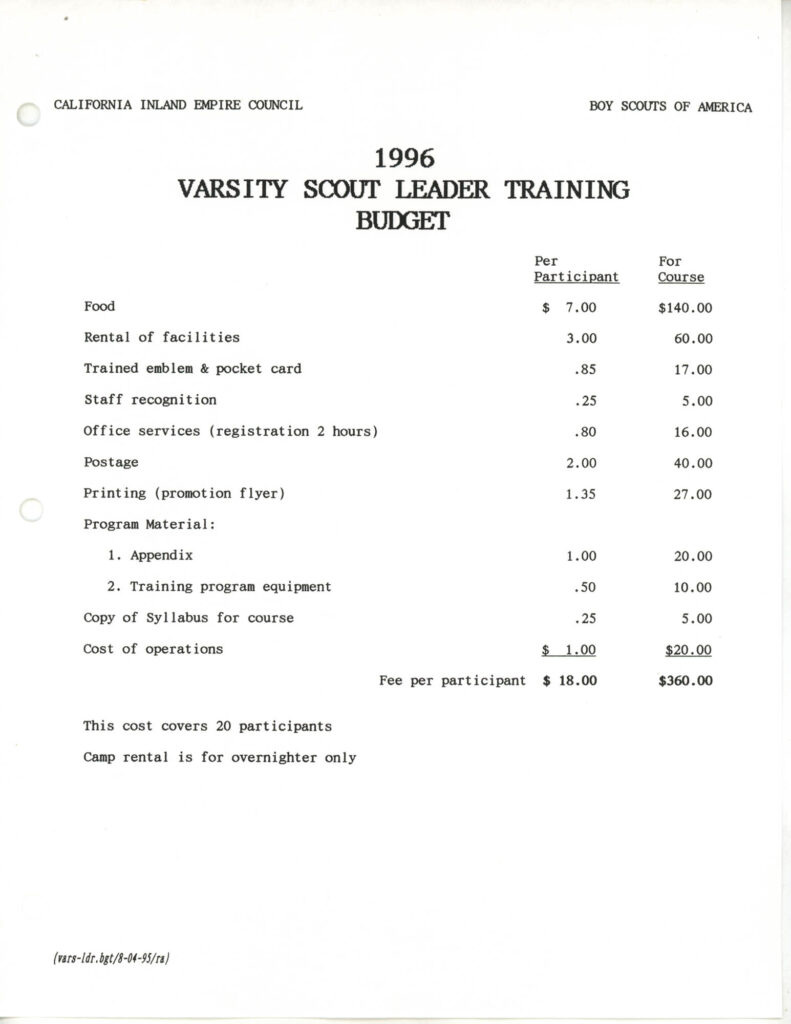 CALIFORNIA INLAND EMPIRE COUNCIL BOY SCOUTS OF AMERICA
1996
VARSITY SCOUT LEADER TRAINING
BUDGET
Per For
Participant Course
Food $ 7.00 $140.00
Rental of facilities 3.00 60.00
Trained emblem & pocket card .85 17.00
Staff recognition .25 5.00
Office services (registration 2 hours) .80 16.00
Postage 2.00 40.00
Printing (promotion flyer) 1.35 27.00
Program Material:
1. Appendix 1.00 20.00
2. Training program equipment .50 10.00
Copy of Syllabus for course .25 5.00
Cost of operations $ 1.00 $20.00
Fee per participant $ 18.00 $360.00
This cost covers 20 participants
Camp rental is for overnighter only
(vars-ldr.bgt/8-04-95/ra)